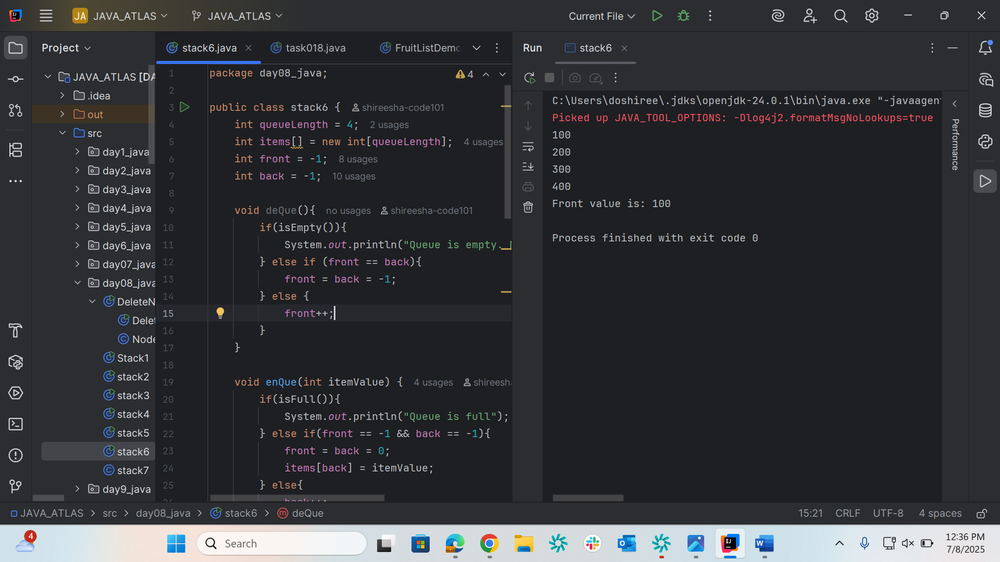 JA JAVA_ATLAS JAVA_ATLAS Current File
Project
JAVA_ATLAS [DA
.idea
out
src
day1_java
day2_java
day3_java
day4_java
day5_java
day6_java
day07_java
day08_java
DeleteN
Delet
Node
Stack1
stack2
stack3
stack4
stack5
stack6
stack7
day9_java
stack6.java task018.java FruitListDemo
4
1 package day08_java;
2
3 public class stack6 { shireesha-code101
4 int queueLength = 4; 2 usages
5 int items[] = new int[queueLength]; 4 usages
6 int front = -1; 8 usages
7 int back = -1; 10 usages
8
9 void deQue(){ no usages shireesha-code101
10 if(isEmpty()){
11 System.out.println("Queue is empty.
12 } else if (front == back){
13 front = back = -1;
14 } else {
15 front++;
16 }
17 }
18
19 void enQue(int itemValue) { 4 usages shireesha
20 if(isFull()){
21 System.out.println("Queue is full");
22 } else if(front == -1 && back == -1){
23 front = back = 0;
24 items[back] = itemValue;
25 } else{
Run stack6
C:\Users\doshiree\.jdks\openjdk-24.0.1\bin\java.exe "-javaagen
Picked up JAVA_TOOL_OPTIONS: -Dlog4j2.formatMsgNoLookups=true
100
200
300
400
Front value is: 100
Process finished with exit code 0
Performance
JAVA_ATLAS > src > day08_java > stack6 > deQue
15:21 CRLF UTF-8 4 spaces
4
Search
12:36 PM
7/8/2025